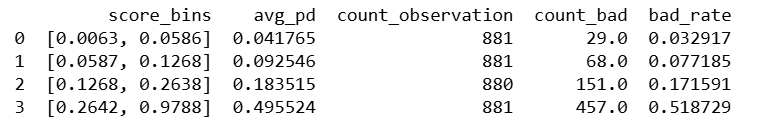 score_bins avg_pd count_observation count_bad bad_rate
0 [0.0063, 0.0586] 0.041765 881 29.0 0.032917
1 [0.0587, 0.1268] 0.092546 881 68.0 0.077185
2 [0.1268, 0.2638] 0.183515 880 151.0 0.171591
3 [0.2642, 0.9788] 0.495524 881 457.0 0.518729